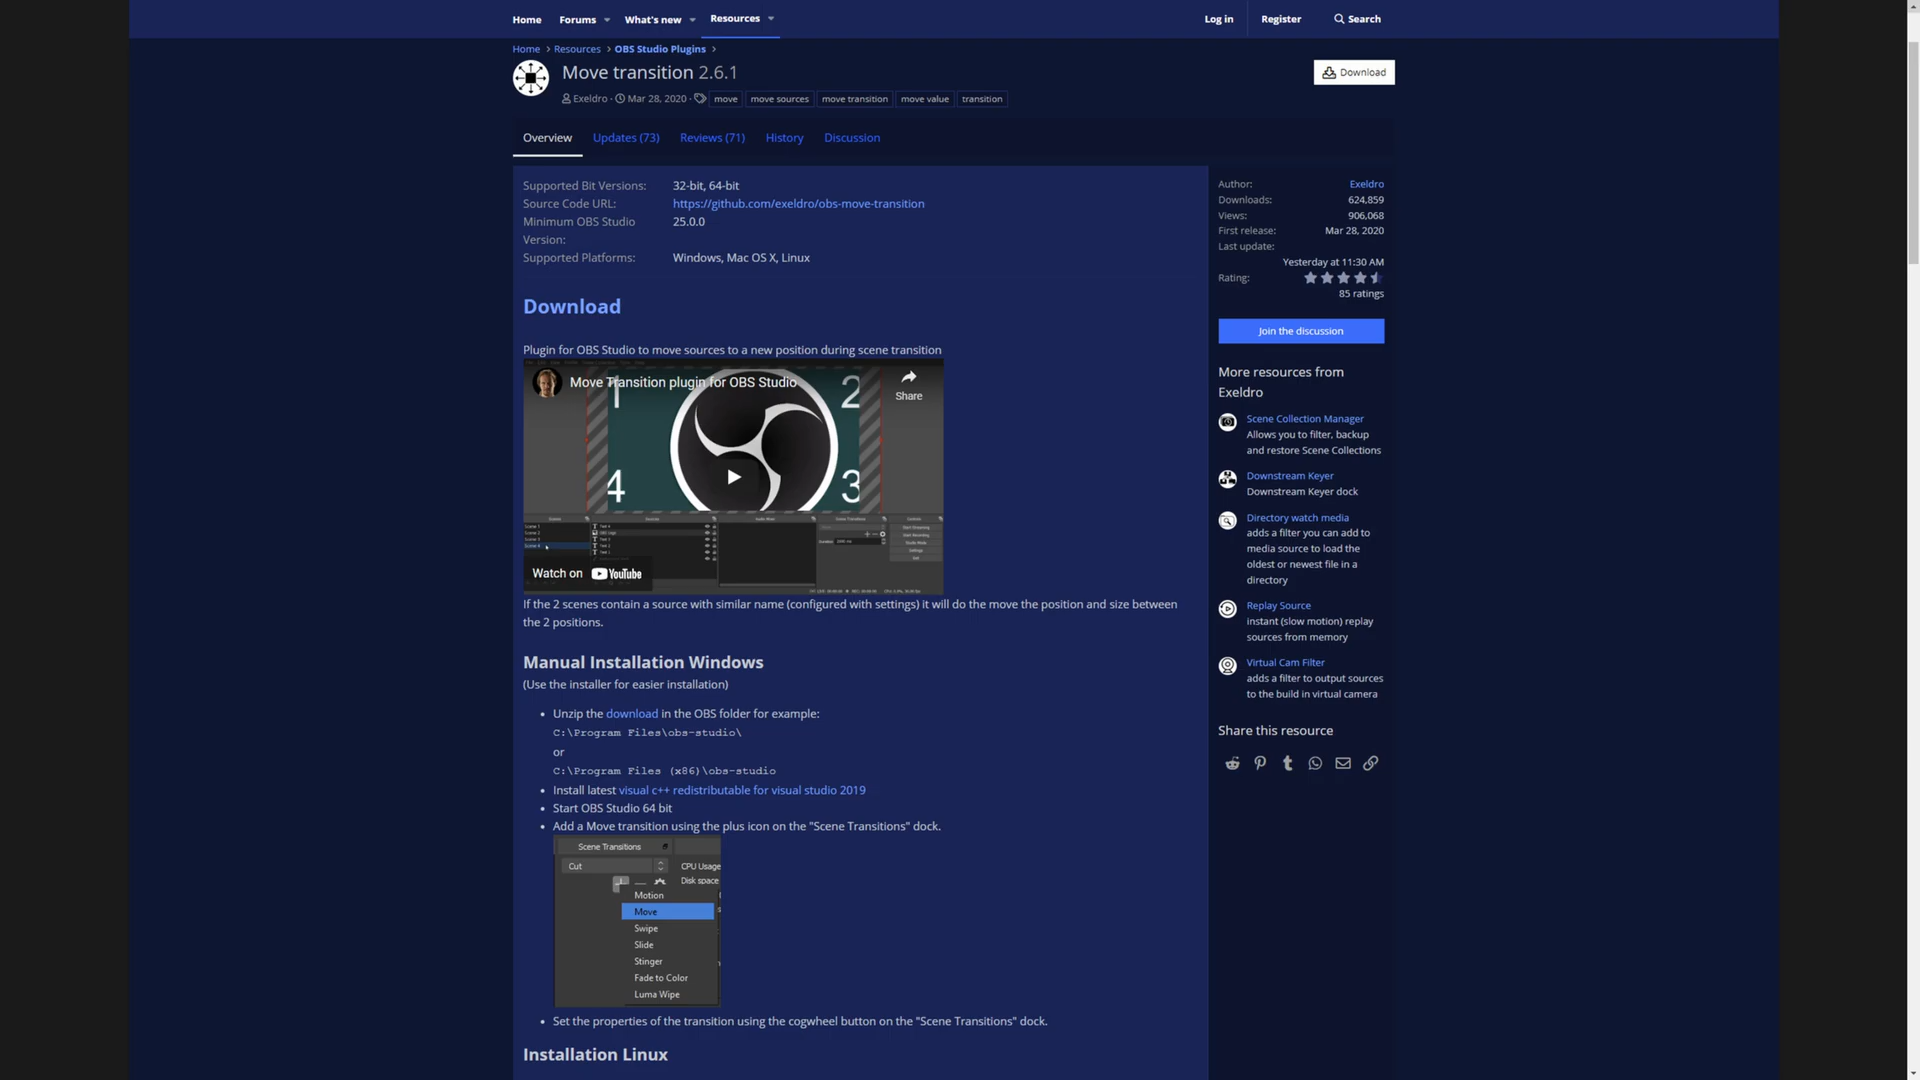 Home Forums What's new Resources Log in Register Search
Home Resources OBS Studio Plugins
Move transition 2.6.1
Download
Exeldro Mar 28, 2020 move move sources move transition move value transition
Overview Updates (73) Reviews (71) History Discussion
Supported Bit Versions: 32-bit, 64-bit
Source Code URL: https://github.com/exeldro/obs-move-transition
Minimum OBS Studio Version: 25.0.0
Supported Platforms: Windows, Mac OS X, Linux
Download
Plugin for OBS Studio to move sources to a new position during scene transition
Move Transition plugin for OBS Studio
Share
1 2
4 3
Watch on YouTube
If the 2 scenes contain a source with similar name (configured with settings) it will do the move the position and size between
the 2 positions.
Manual Installation Windows
(Use the installer for easier installation)
Unzip the download in the OBS folder for example:
C:\Program Files\obs-studio\
or
C:\Program Files (x86)\obs-studio
Install latest visual c++ redistributable for visual studio 2019
Start OBS Studio 64 bit
Add a Move transition using the plus icon on the "Scene Transitions" dock.
Scene Transitions
Cut CPU Usage
Disk space
Motion
Move
Swipe
Slide
Stinger
Fade to Color
Luma Wipe
Set the properties of the transition using the cogwheel button on the "Scene Transitions" dock.
Installation Linux
Author: Exeldro
Downloads: 624,859
Views: 906,068
First release: Mar 28, 2020
Last update:
Yesterday at 11:30 AM
Rating:
85 ratings
Join the discussion
More resources from
Exeldro
Scene Collection Manager
Allows you to filter, backup
and restore Scene Collections
Downstream Keyer
Downstream Keyer dock
Directory watch media
adds a filter you can add to
media source to load the
oldest or newest file in a
directory
Replay Source
instant (slow motion) replay
sources from memory
Virtual Cam Filter
adds a filter to output sources
to the build in virtual camera
Share this resource